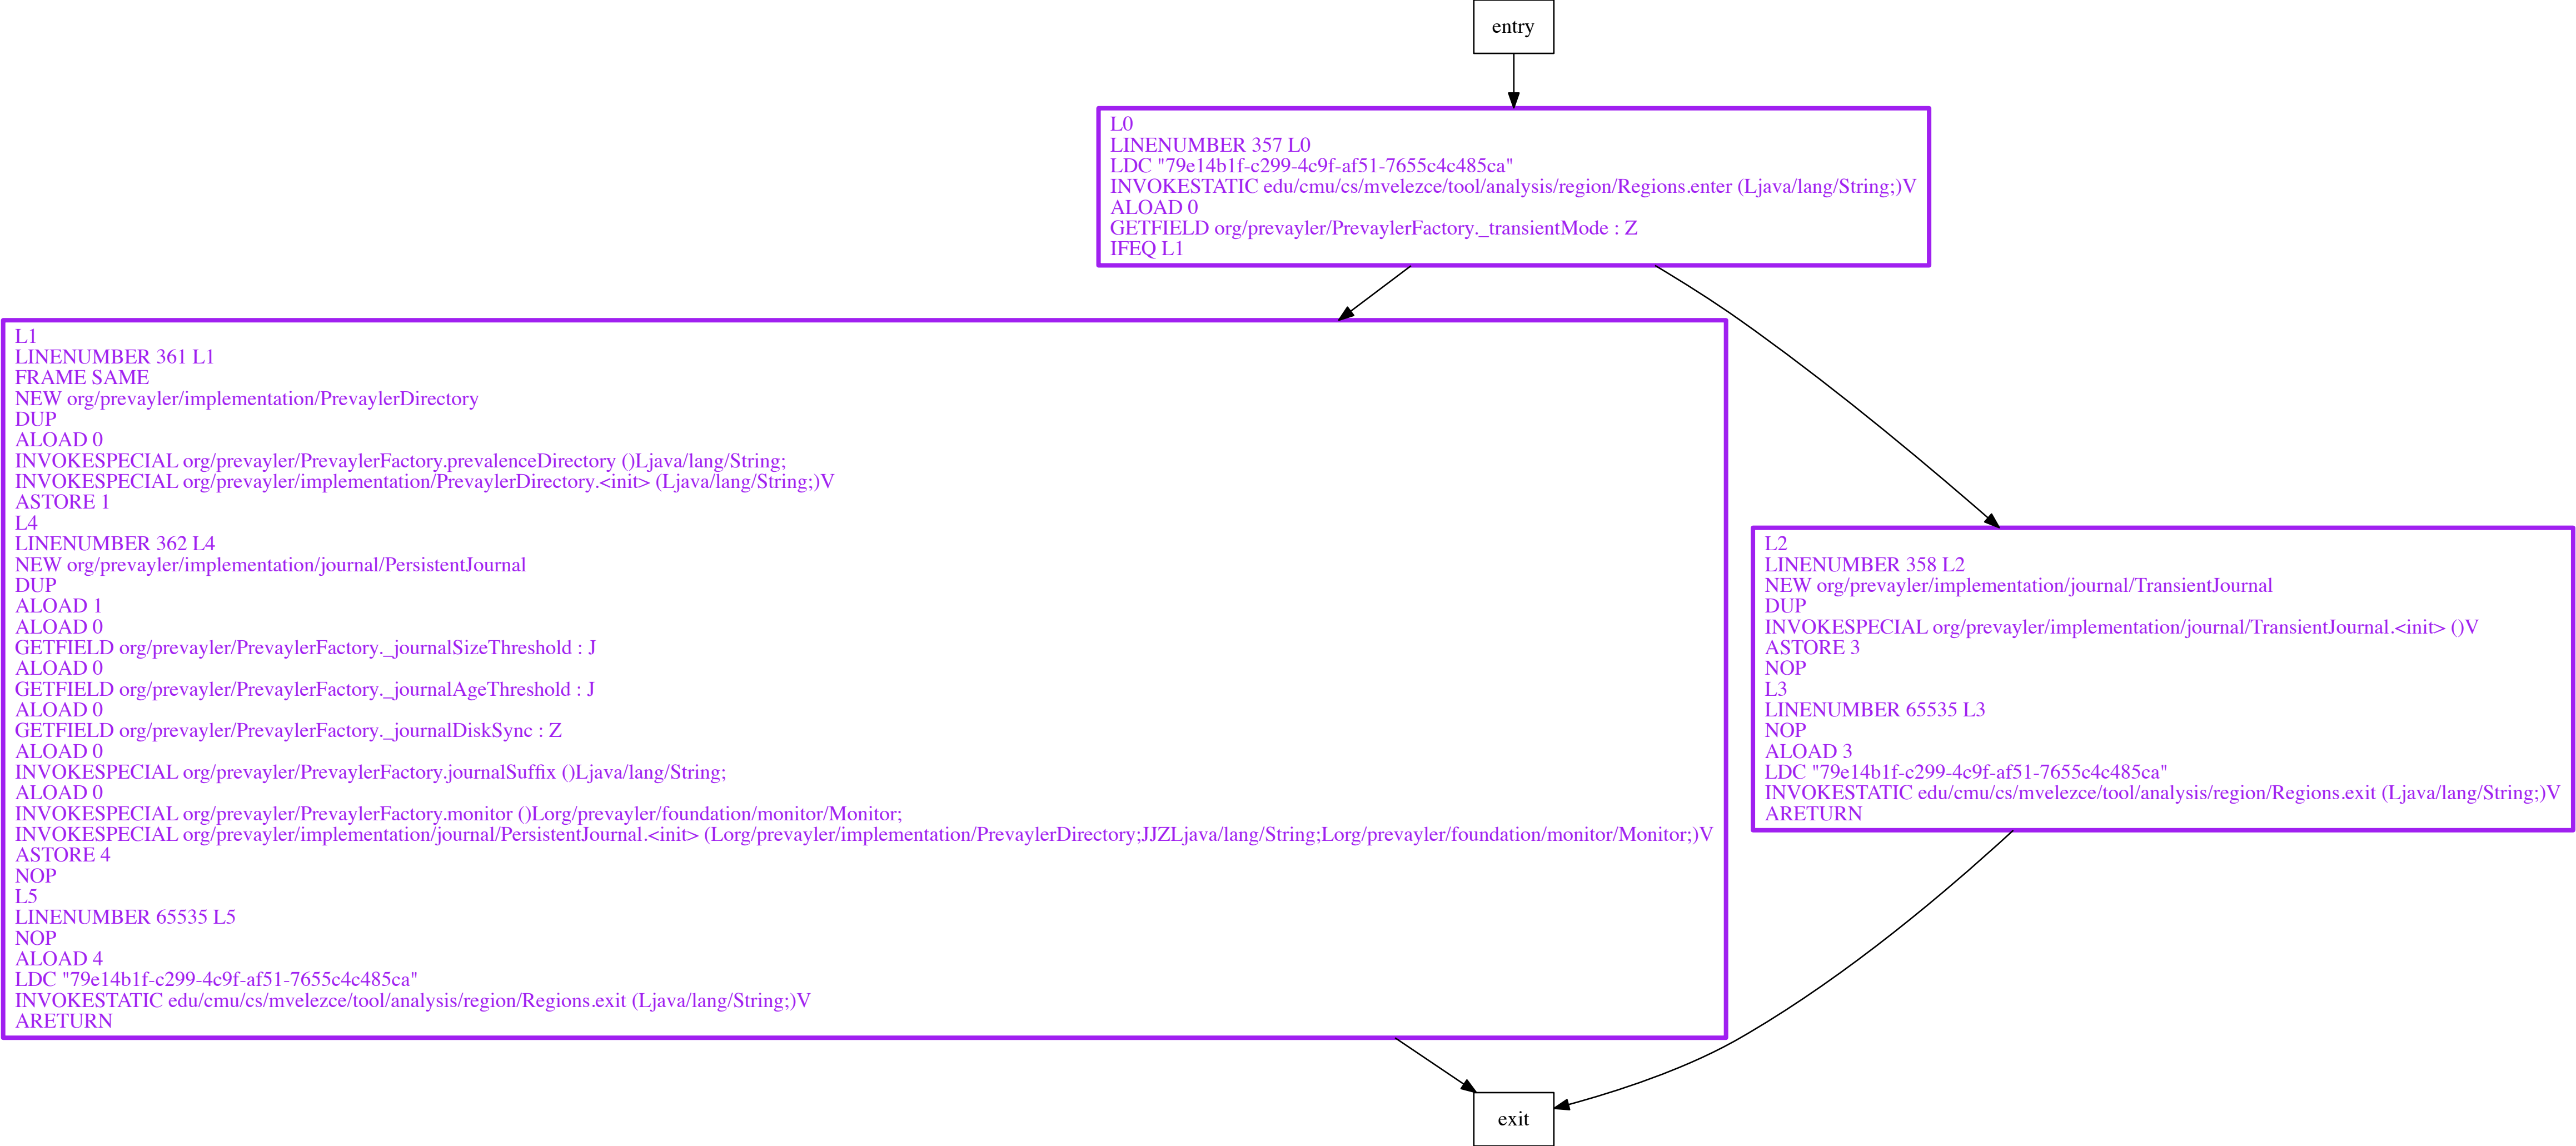 entry
L0
LINENUMBER 357 L0
LDC "79e14b1f-c299-4c9f-af51-7655c4c485ca"
INVOKESTATIC edu/cmu/cs/mvelezce/tool/analysis/region/Regions.enter (Ljava/lang/String;)V
ALOAD 0
GETFIELD org/prevayler/PrevaylerFactory._transientMode : Z
IFEQ L1
L1
LINENUMBER 361 L1
FRAME SAME
NEW org/prevayler/implementation/PrevaylerDirectory
DUP
ALOAD 0
INVOKESPECIAL org/prevayler/PrevaylerFactory.prevalenceDirectory ()Ljava/lang/String;
INVOKESPECIAL org/prevayler/implementation/PrevaylerDirectory.<init> (Ljava/lang/String;)V
ASTORE 1
L4
LINENUMBER 362 L4
NEW org/prevayler/implementation/journal/PersistentJournal
DUP
ALOAD 1
ALOAD 0
GETFIELD org/prevayler/PrevaylerFactory._journalSizeThreshold : J
ALOAD 0
GETFIELD org/prevayler/PrevaylerFactory._journalAgeThreshold : J
ALOAD 0
GETFIELD org/prevayler/PrevaylerFactory._journalDiskSync : Z
ALOAD 0
INVOKESPECIAL org/prevayler/PrevaylerFactory.journalSuffix ()Ljava/lang/String;
ALOAD 0
INVOKESPECIAL org/prevayler/PrevaylerFactory.monitor ()Lorg/prevayler/foundation/monitor/Monitor;
INVOKESPECIAL org/prevayler/implementation/journal/PersistentJournal.<init> (Lorg/prevayler/implementation/PrevaylerDirectory;JJZLjava/lang/String;Lorg/prevayler/foundation/monitor/Monitor;)V
ASTORE 4
NOP
L5
LINENUMBER 65535 L5
NOP
ALOAD 4
LDC "79e14b1f-c299-4c9f-af51-7655c4c485ca"
INVOKESTATIC edu/cmu/cs/mvelezce/tool/analysis/region/Regions.exit (Ljava/lang/String;)V
ARETURN
L2
LINENUMBER 358 L2
NEW org/prevayler/implementation/journal/TransientJournal
DUP
INVOKESPECIAL org/prevayler/implementation/journal/TransientJournal.<init> ()V
ASTORE 3
NOP
L3
LINENUMBER 65535 L3
NOP
ALOAD 3
LDC "79e14b1f-c299-4c9f-af51-7655c4c485ca"
INVOKESTATIC edu/cmu/cs/mvelezce/tool/analysis/region/Regions.exit (Ljava/lang/String;)V
ARETURN
exit